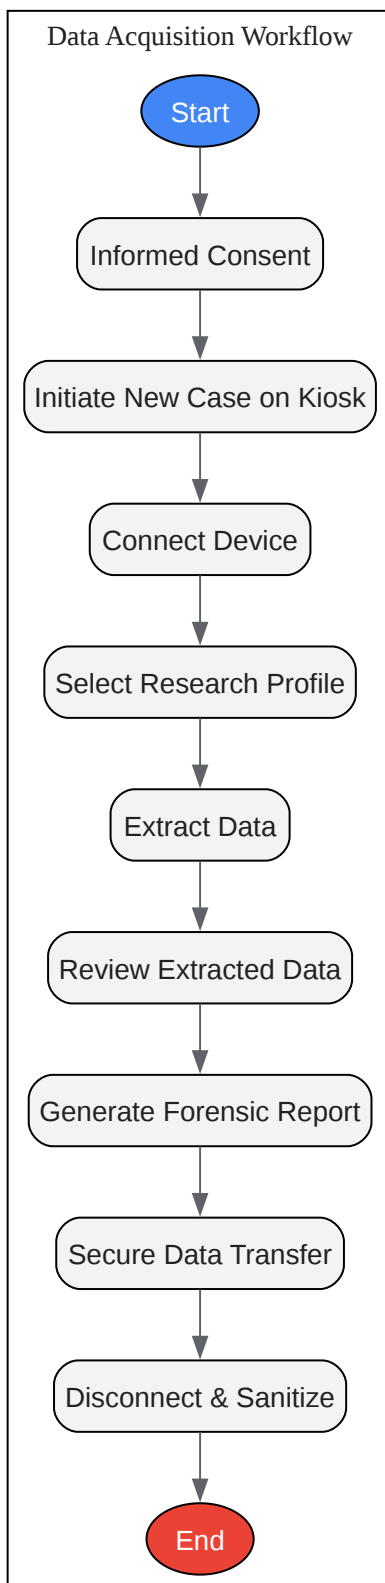 Data Acquisition Workflow
Start
Informed Consent
Initiate New Case on Kiosk
Connect Device
Select Research Profile
Extract Data
Review Extracted Data
Generate Forensic Report
Secure Data Transfer
Disconnect & Sanitize
End